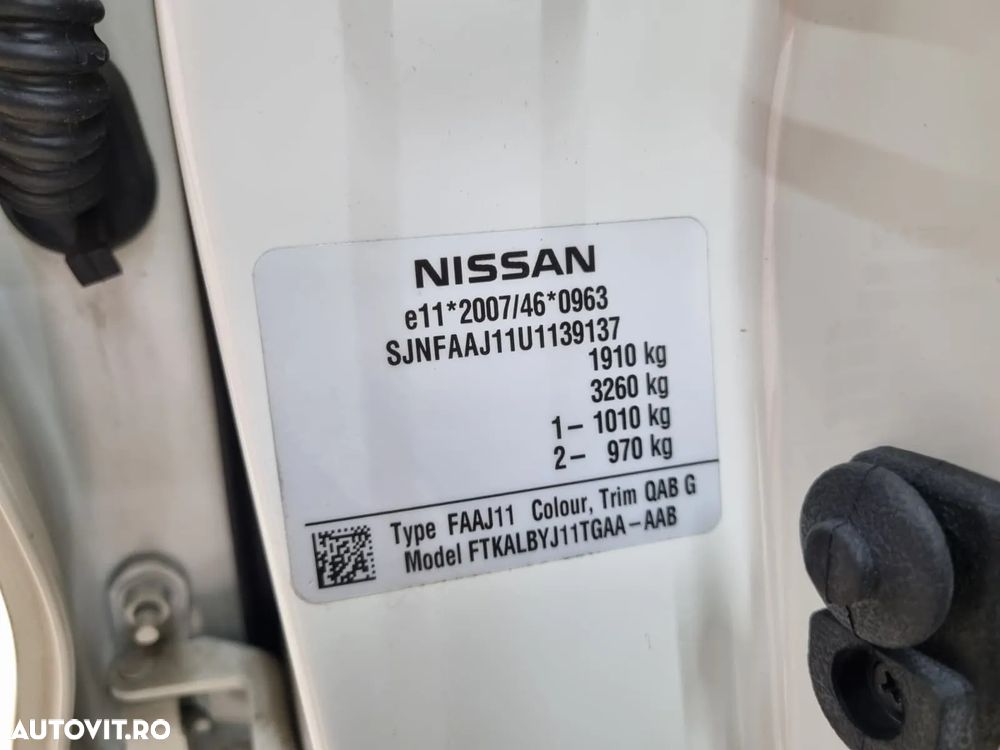 NISSAN
e11*2007/46*0963
SJNFAAJ11U1139137
1910 kg
3260 kg
1– 1010 kg
2– 970 kg
Type FAAJ11 Colour, Trim QAB G
Model FTKALBYJ11TGAA–AAB
AUTOVIT.RO